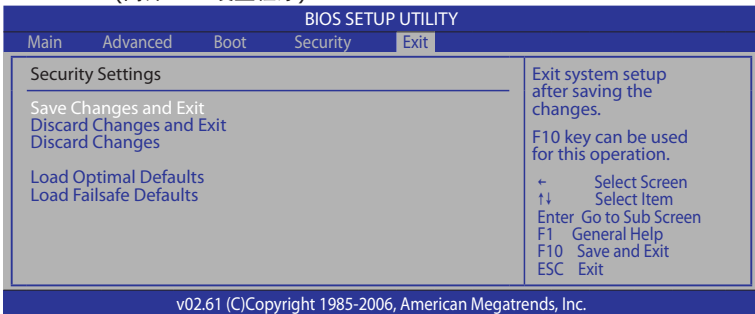 BIOS SETUP UTILITY
Main Advanced Boot Security Exit
Security Settings
Save Changes and Exit
Discard Changes and Exit
Discard Changes
Load Optimal Defaults
Load Failsafe Defaults
Exit system setup
after saving the
changes.
F10 key can be used
for this operation.
← Select Screen
↑↓ Select Item
Enter Go to Sub Screen
F1 General Help
F10 Save and Exit
ESC Exit
v02.61 (C)Copyright 1985-2006, American Megatrends, Inc.